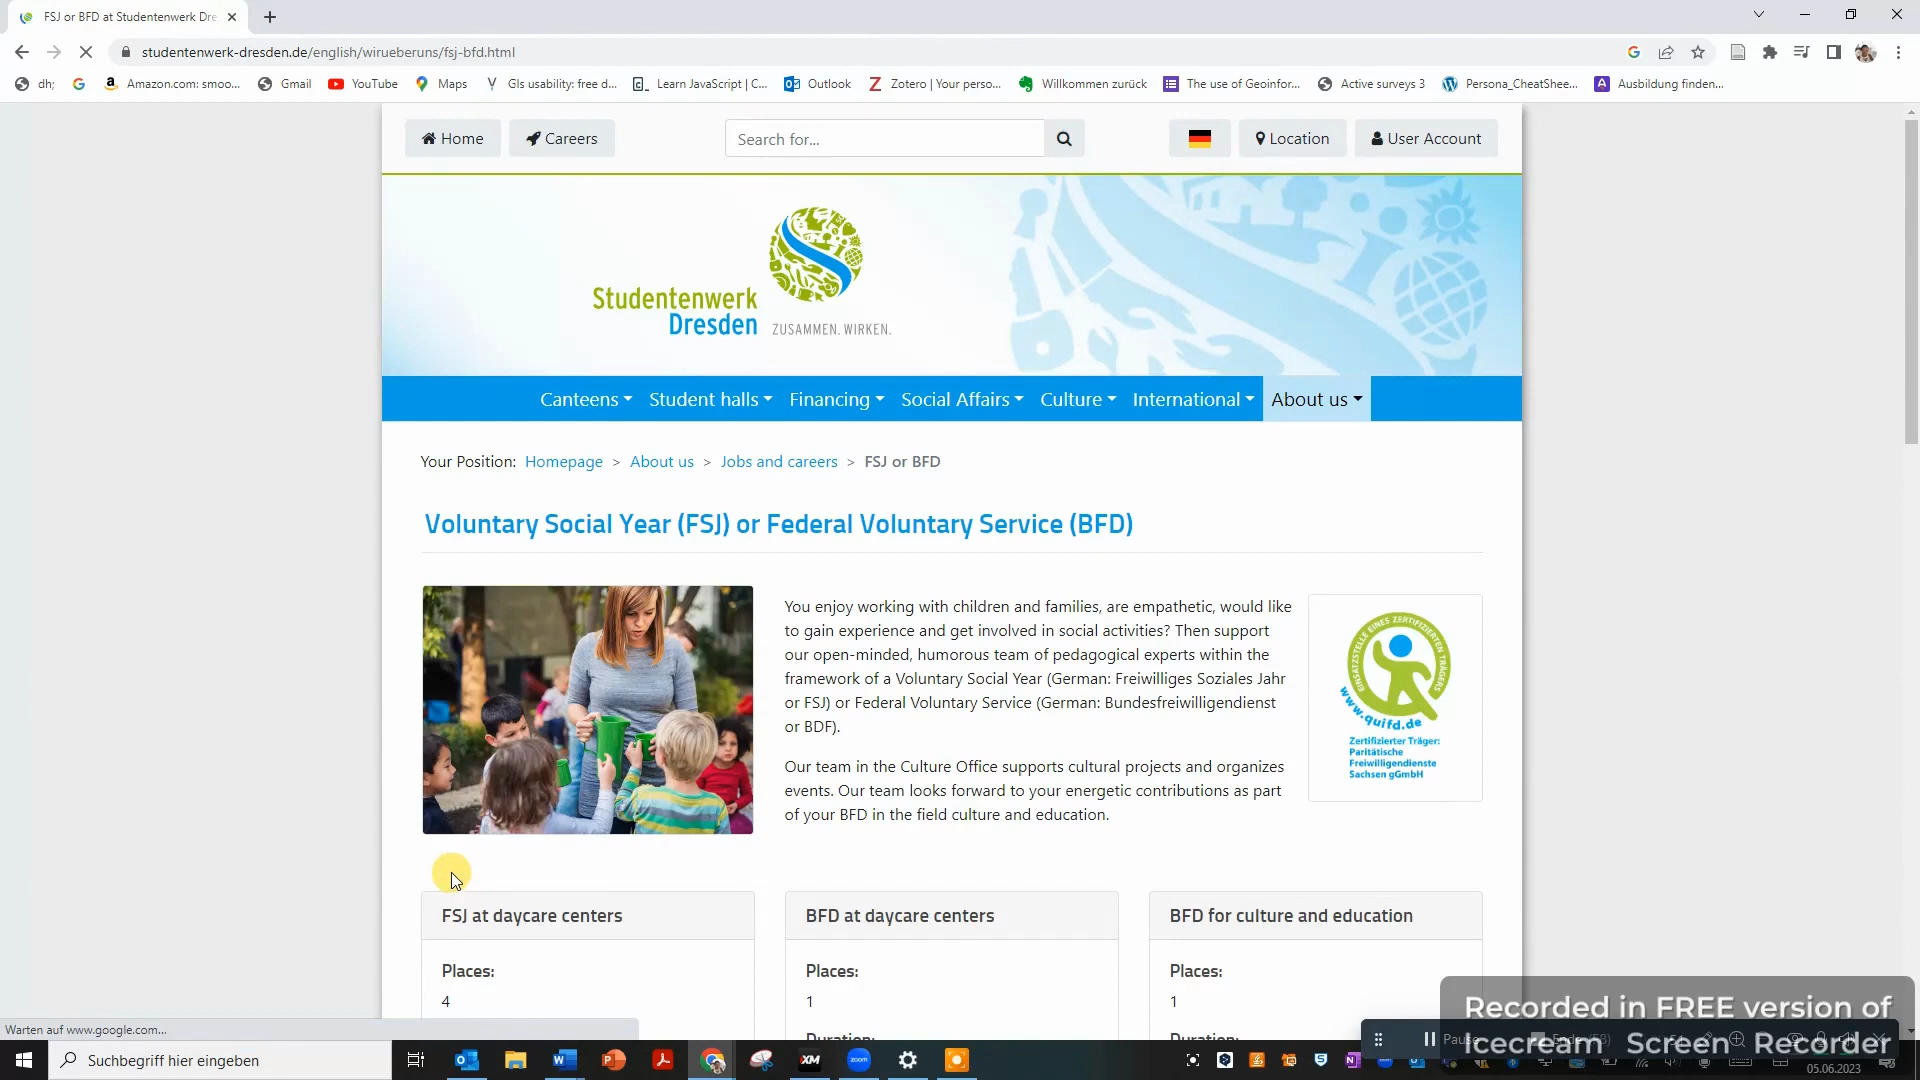 FSJ or BFD at Studentenwerk Dre
studentenwerk-dresden.de/english/wirueberuns/fsj-bfd.html
dh;
Amazon.com: smoo...
Gmail
YouTube
Maps
GIs usability: free d...
Learn JavaScript | C...
Outlook
Zotero | Your perso...
Willkommen zurück
The use of Geoinfor...
Active surveys 3
Persona_CheatShee...
Ausbildung finden...
Home
Careers
Search for...
Location
User Account
Studentenwerk
Dresden
ZUSAMMEN. WIRKEN.
Canteens
Student halls
Financing
Social Affairs
Culture
International
About us
Your Position: Homepage > About us > Jobs and careers > FSJ or BFD
Voluntary Social Year (FSJ) or Federal Voluntary Service (BFD)
You enjoy working with children and families, are empathetic, would like
to gain experience and get involved in social activities? Then support
our open-minded, humorous team of pedagogical experts within the
framework of a Voluntary Social Year (German: Freiwilliges Soziales Jahr
or FSJ) or Federal Voluntary Service (German: Bundesfreiwilligendienst
or BDF).
Our team in the Culture Office supports cultural projects and organizes
events. Our team looks forward to your energetic contributions as part
of your BFD in the field culture and education.
EINSATZSTELLE EINES ZERTIFIZIERTEN TRÄGERS
www.quifd.de
Zertifizierter Träger:
Paritätische
Freiwilligendienste
Sachsen gGmbH
FSJ at daycare centers
Places:
4
BFD at daycare centers
Places:
1
Duration:
BFD for culture and education
Places:
1
Duration:
Warten auf www.google.com...
Recorded in FREE version of
Icecream Screen Recorder
Pause
Suchbegriff hier eingeben
XM
zoom
05.06.2023